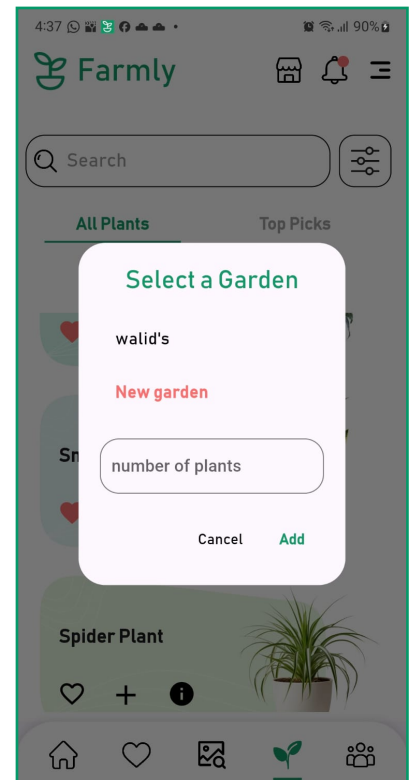 4:37
90%
Farmly
Search
All Plants Top Picks
Select a Garden
walid's
New garden
Sn
number of plants
Cancel Add
Spider Plant